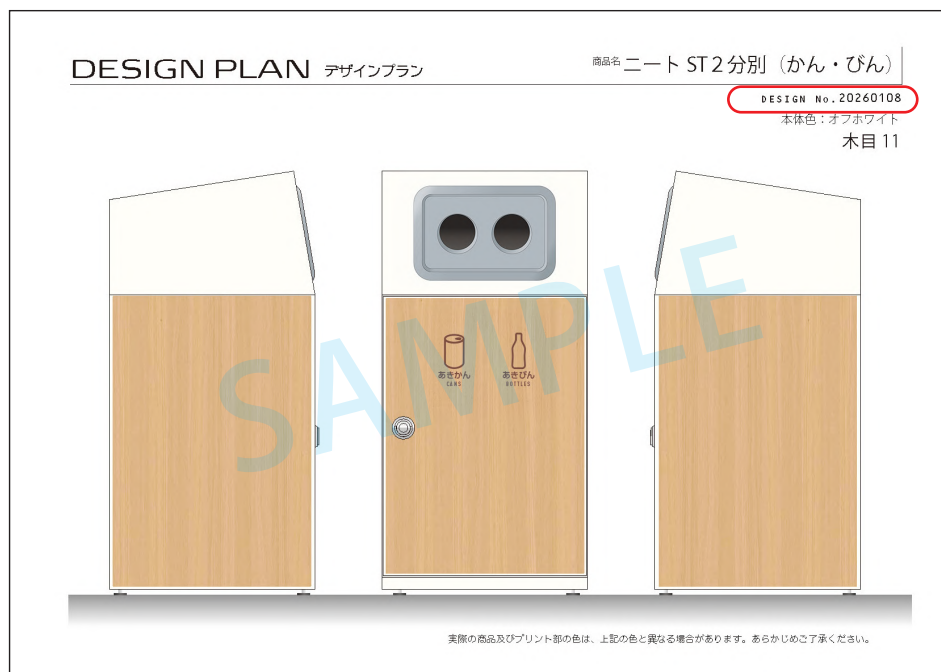 DESIGN PLAN デザインプラン
商品名 ニート ST２分別（かん・びん）
DESIGN No.20260108
本体色：オフホワイト
木目11
SAMPLE
あきかん
CANS
あきびん
BOTTLES
実際の商品及びプリント部の色は、上記の色と異なる場合があります。あらかじめご了承ください。